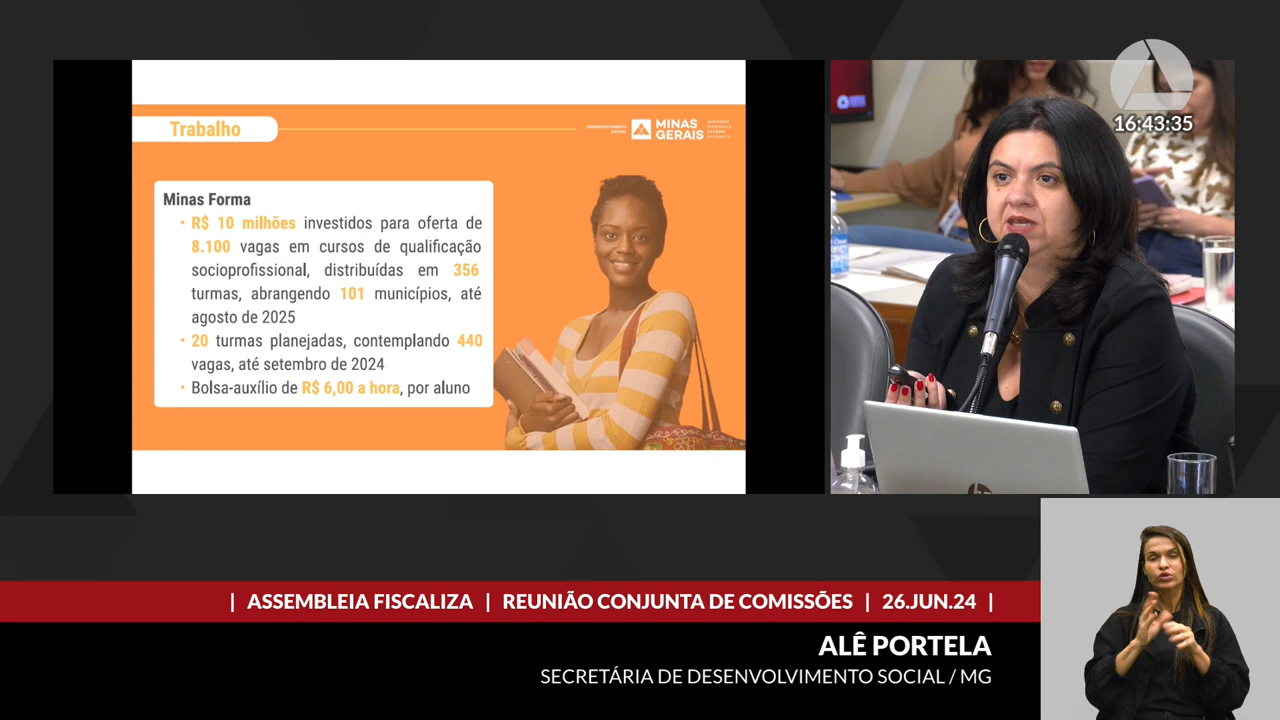 16:43:35
Trabalho
DESENVOLVIMENTO
SOCIAL
MINAS
GERAIS
Minas Forma
• R$ 10 milhões investidos para oferta de
8.100 vagas em cursos de qualificação
socioprofissional, distribuídas em 356
turmas, abrangendo 101 municípios, até
agosto de 2025
• 20 turmas planejadas, contemplando 440
vagas, até setembro de 2024
• Bolsa-auxílio de R$ 6,00 a hora, por aluno
| ASSEMBLEIA FISCALIZA | REUNIÃO CONJUNTA DE COMISSÕES | 26.JUN.24 |
ALÊ PORTELA
SECRETÁRIA DE DESENVOLVIMENTO SOCIAL / MG